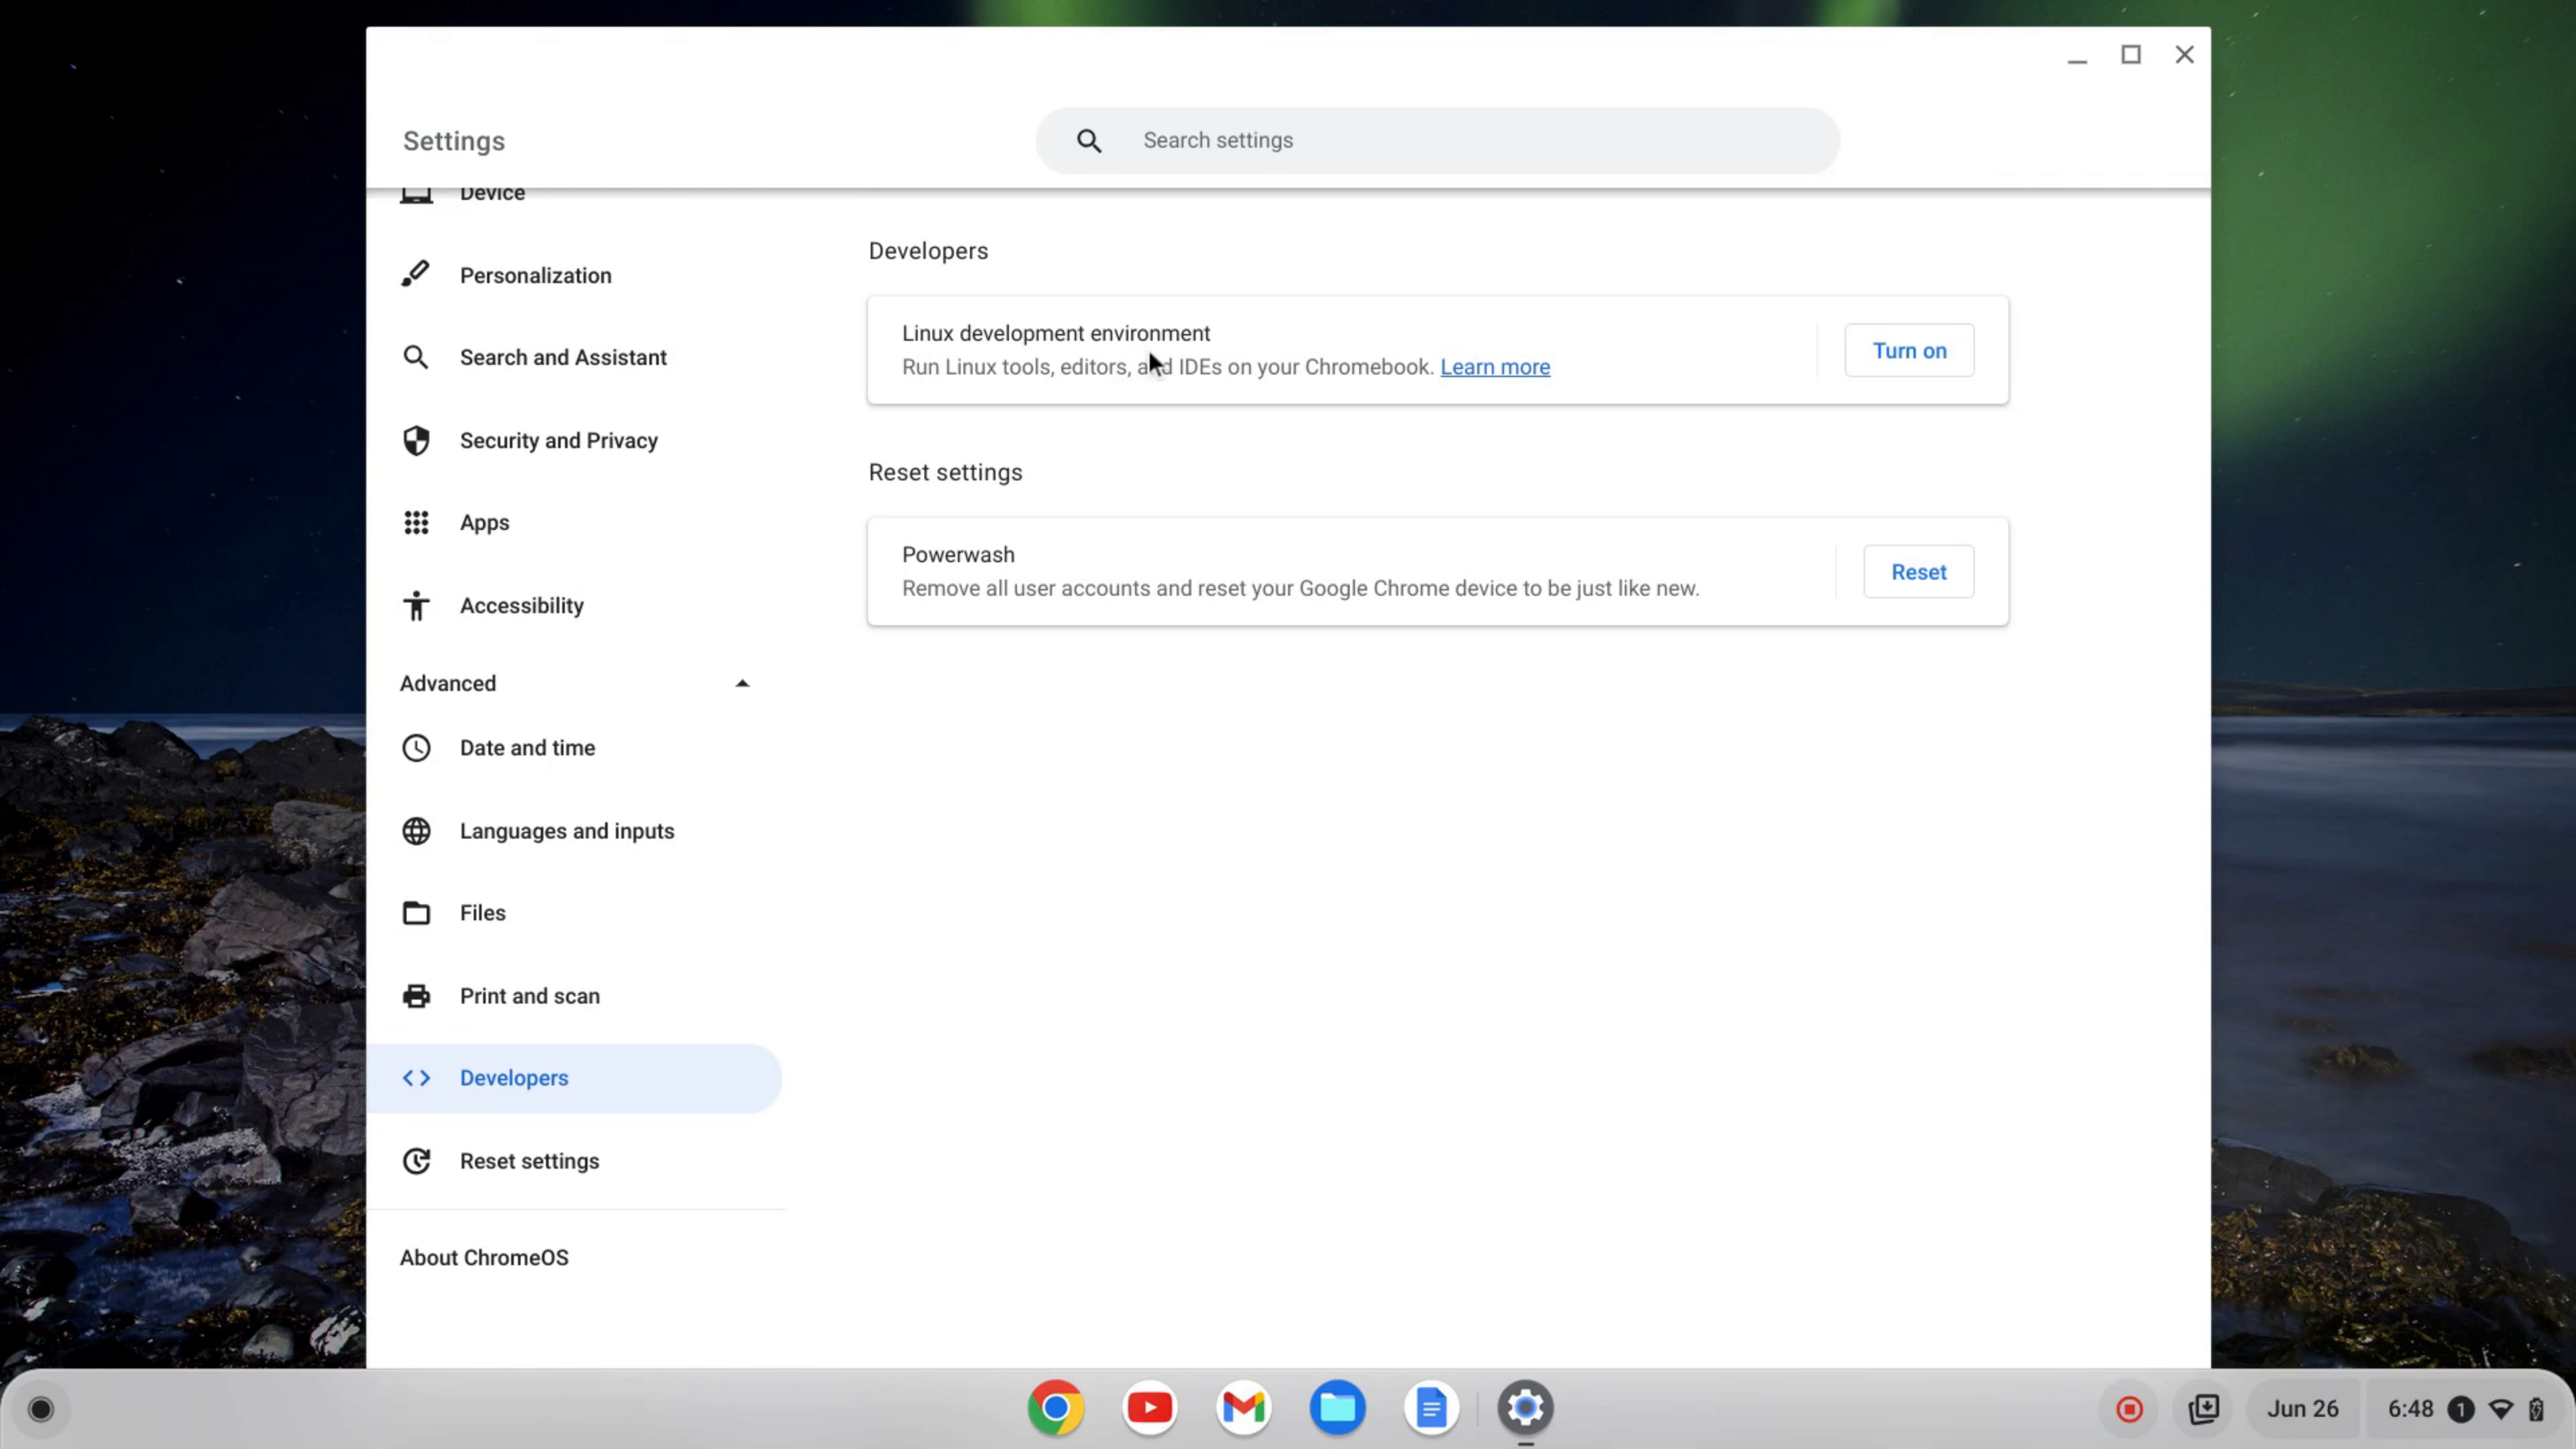 Settings
Search settings
Device
Personalization
Search and Assistant
Security and Privacy
Apps
Accessibility
Advanced
Date and time
Languages and inputs
Files
Print and scan
Developers
Reset settings
About ChromeOS
Developers
Linux development environment
Run Linux tools, editors, and IDEs on your Chromebook. Learn more
Turn on
Reset settings
Powerwash
Remove all user accounts and reset your Google Chrome device to be just like new.
Reset
Jun 26
6:48 1